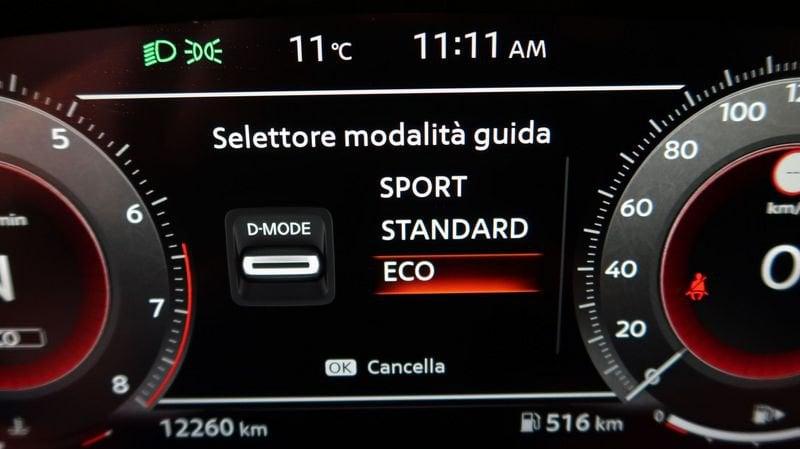 11 °C 11:11 AM
Selettore modalità guida
SPORT
D-MODE
STANDARD
ECO
OK Cancella
12260 km
516 km
5
6
7
8
0
20
40
60
80
100
km/